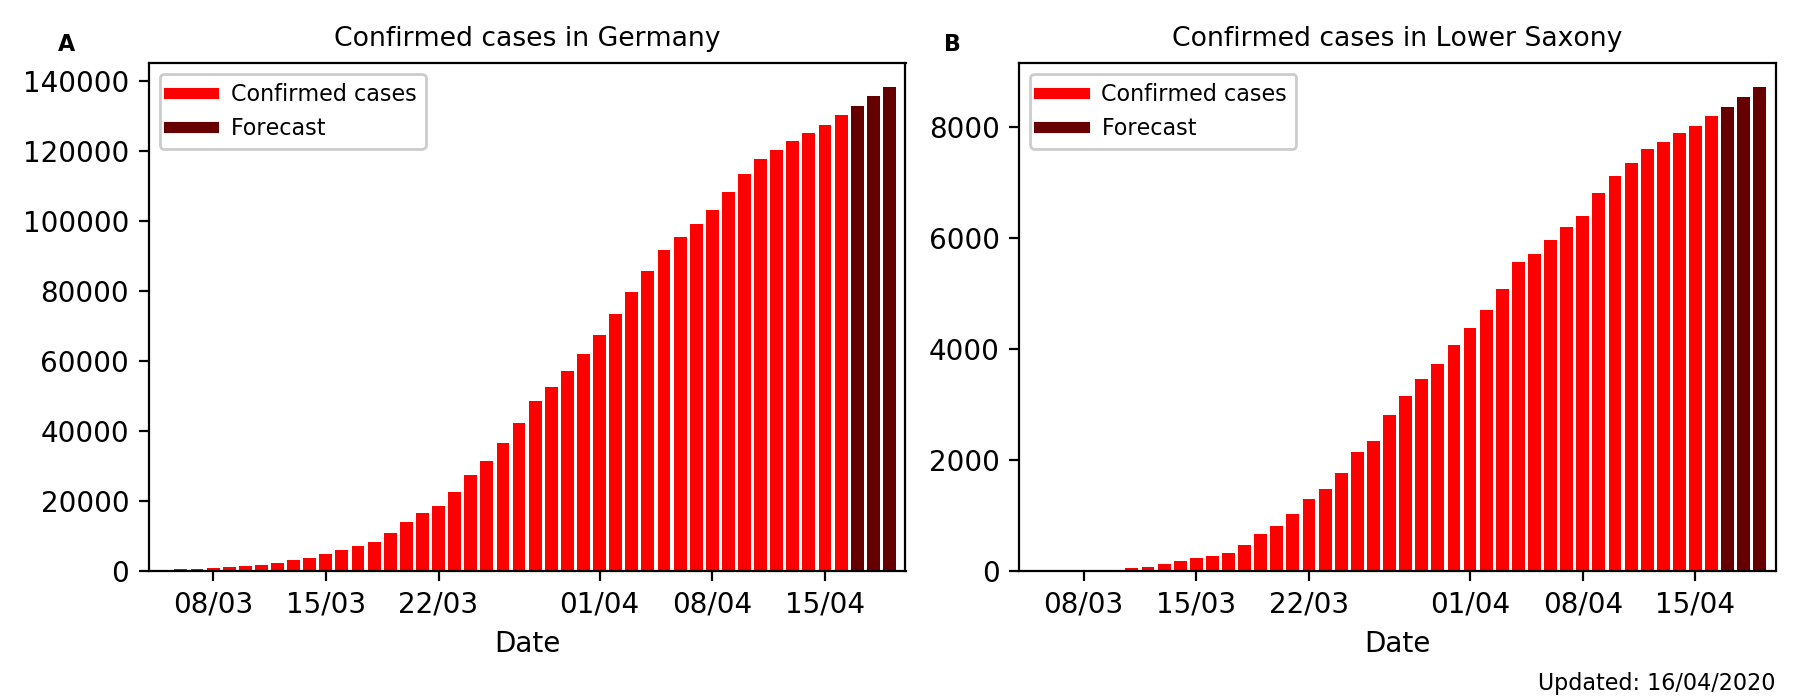 A
Confirmed cases in Germany
Confirmed cases
Forecast
140000
120000
100000
80000
60000
40000
20000
0
08/03 15/03 22/03 01/04 08/04 15/04
Date
B
Confirmed cases in Lower Saxony
Confirmed cases
Forecast
8000
6000
4000
2000
0
08/03 15/03 22/03 01/04 08/04 15/04
Date
Updated: 16/04/2020